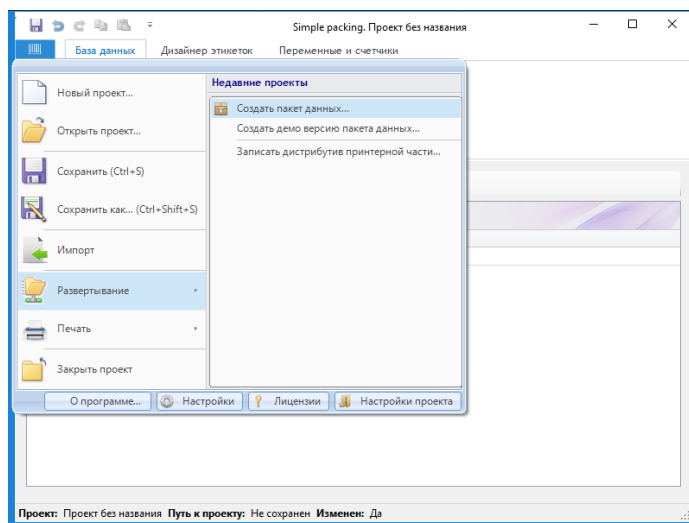 Simple packing. Проект без названия
База данных Дизайнер этикеток Переменные и счетчики
Новый проект...
Открыть проект...
Сохранить (Ctrl+S)
Сохранить как... (Ctrl+Shift+S)
Импорт
Развертывание
Печать
Закрыть проект
Недавние проекты
Создать пакет данных...
Создать демо версию пакета данных...
Записать дистрибутив принтерной части...
О программе... Настройки Лицензии Настройки проекта
Проект: Проект без названия Путь к проекту: Не сохранен Изменен: Да